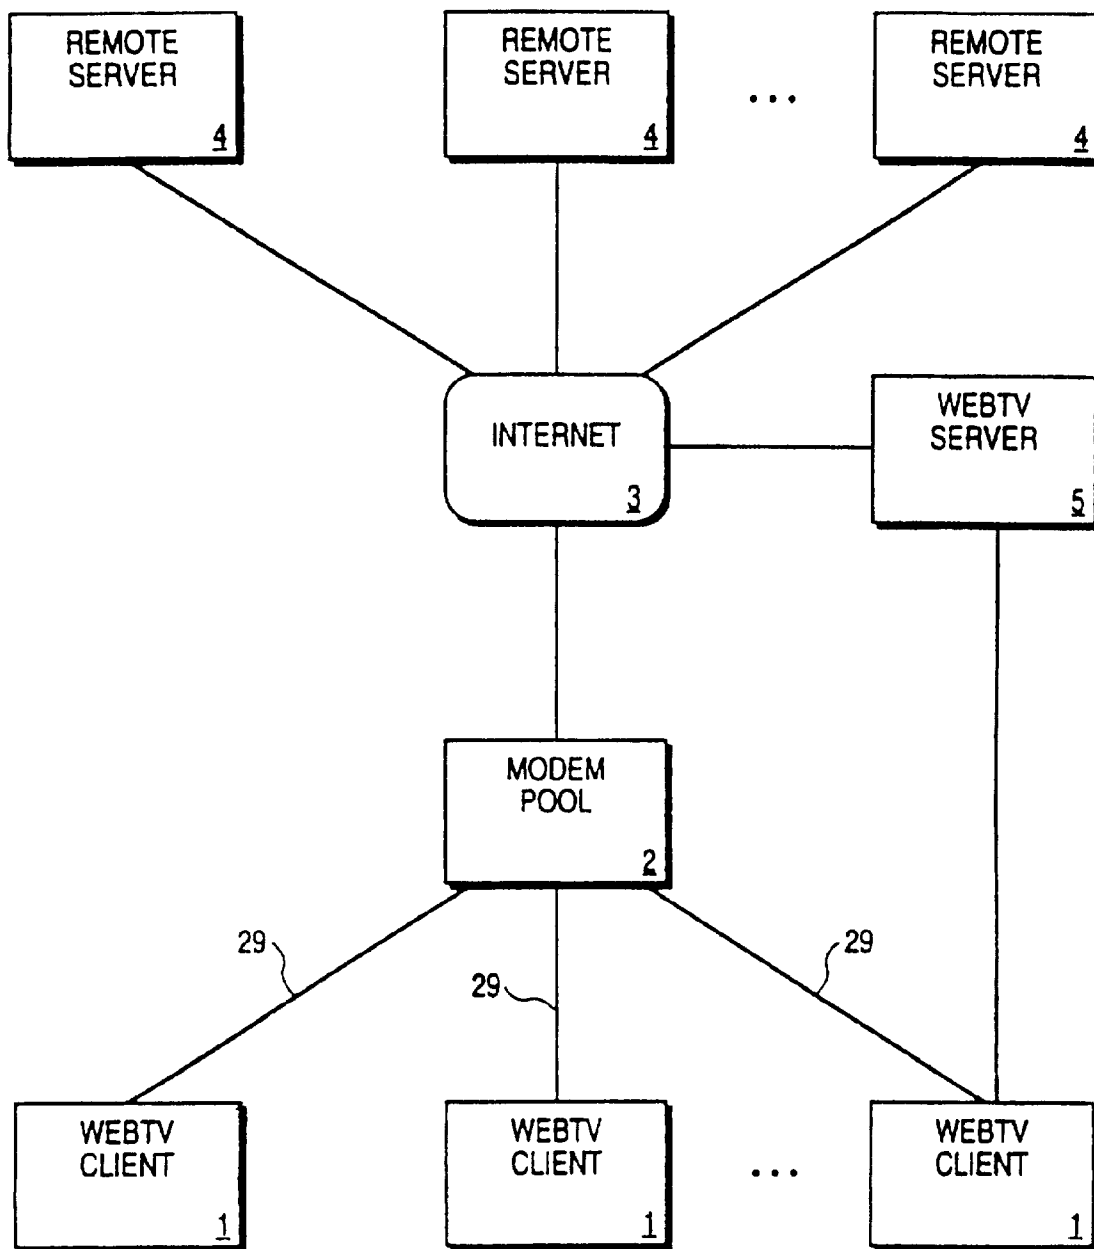 REMOTE
SERVER
4
REMOTE
SERVER
4
...
REMOTE
SERVER
4
INTERNET
3
WEBTV
SERVER
5
MODEM
POOL
2
29
29
29
WEBTV
CLIENT
1
WEBTV
CLIENT
1
...
WEBTV
CLIENT
1